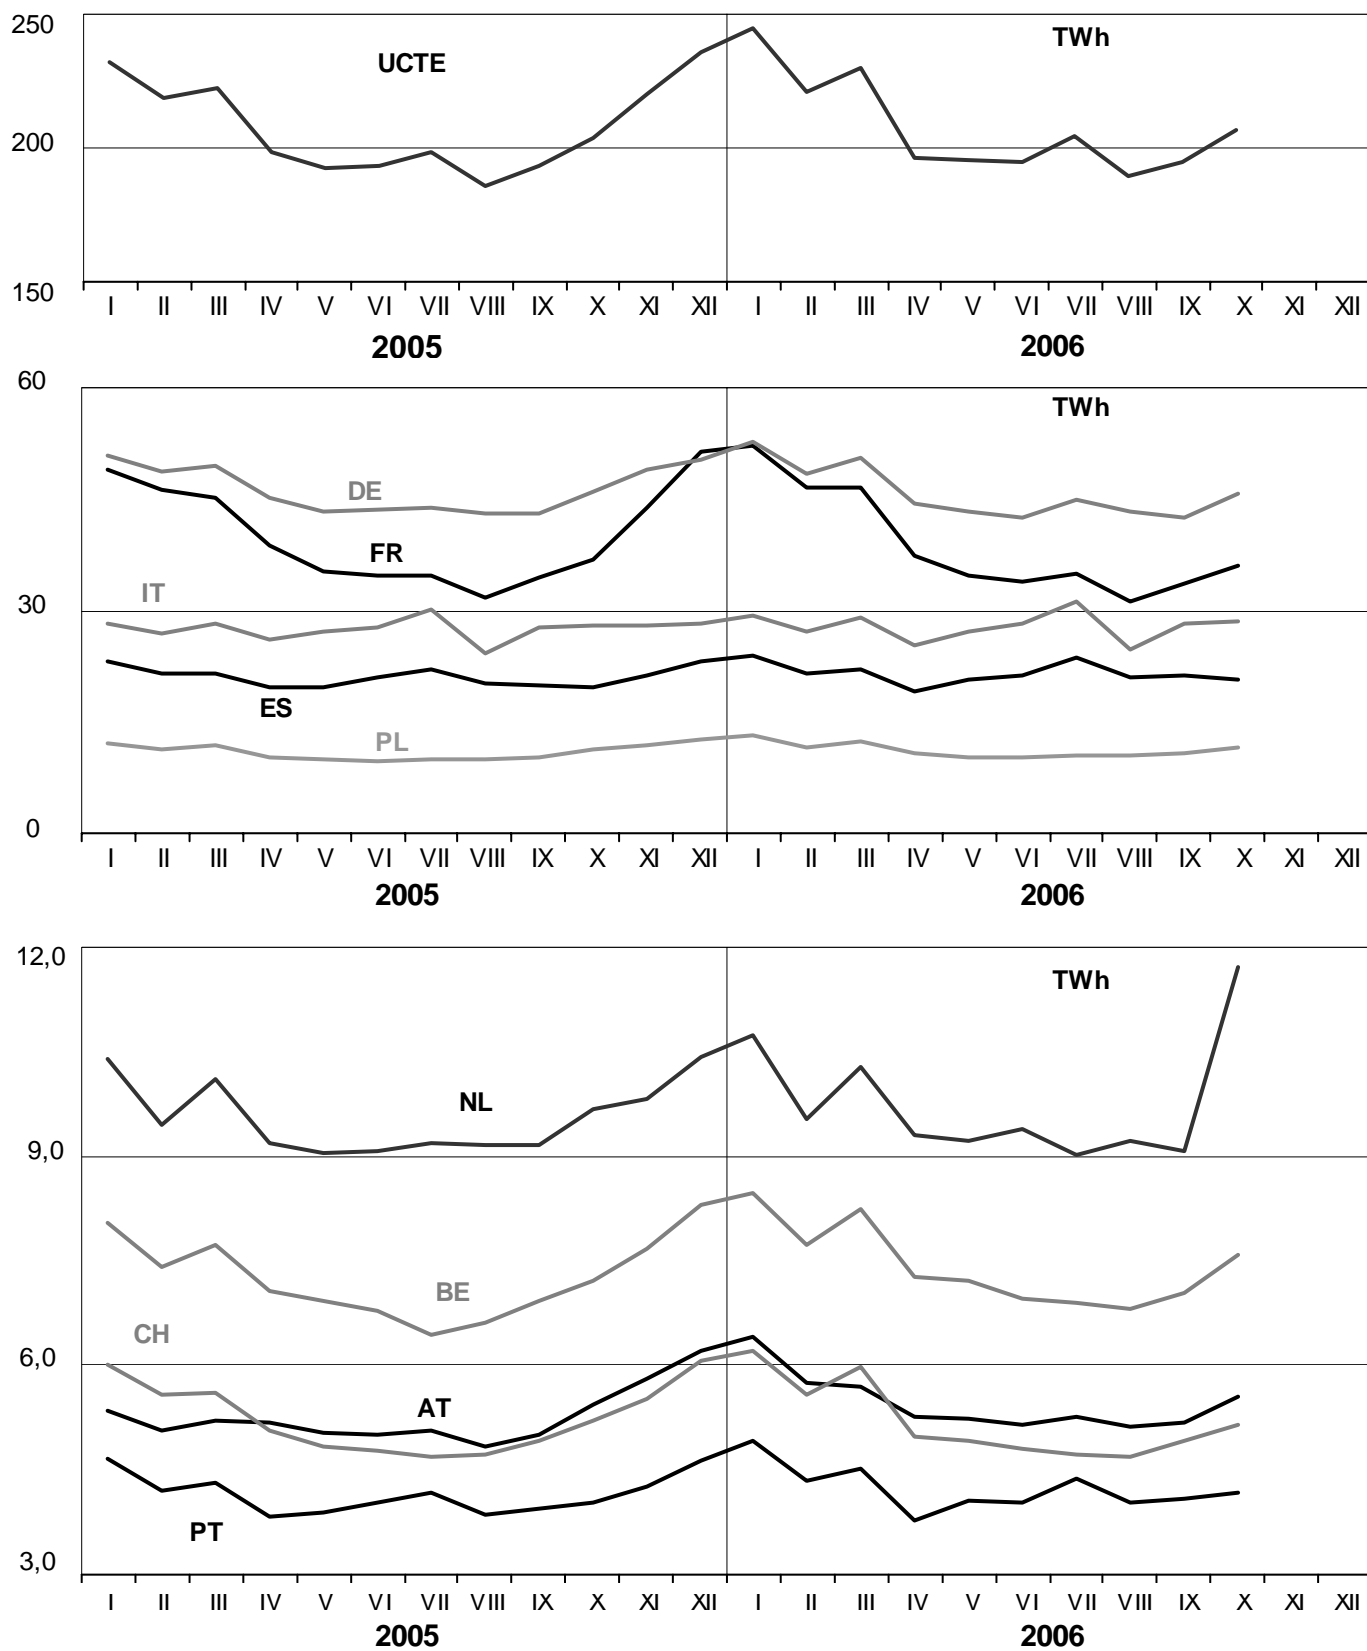 250
UCTE
TWh
200
150
I II III IV V VI VII VIII IX X XI XII I II III IV V VI VII VIII IX X XI XII
2005 2006
60
TWh
DE
FR
IT
30
ES
PL
0
I II III IV V VI VII VIII IX X XI XII I II III IV V VI VII VIII IX X XI XII
2005 2006
12,0
TWh
NL
9,0
BE
CH
6,0
AT
PT
3,0
I II III IV V VI VII VIII IX X XI XII I II III IV V VI VII VIII IX X XI XII
2005 2006